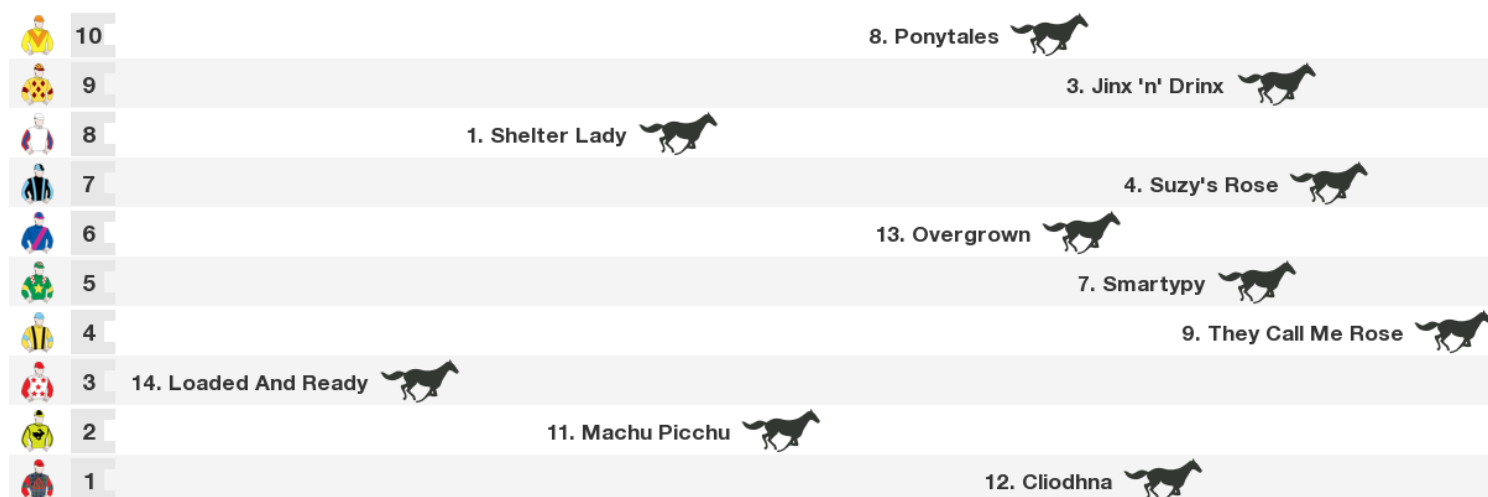 10 8. Ponytales
9 3. Jinx 'n' Drinx
8 1. Shelter Lady
7 4. Suzy's Rose
6 13. Overgrown
5 7. Smartypy
4 9. They Call Me Rose
3 14. Loaded And Ready
2 11. Machu Picchu
1 12. Cliodhna